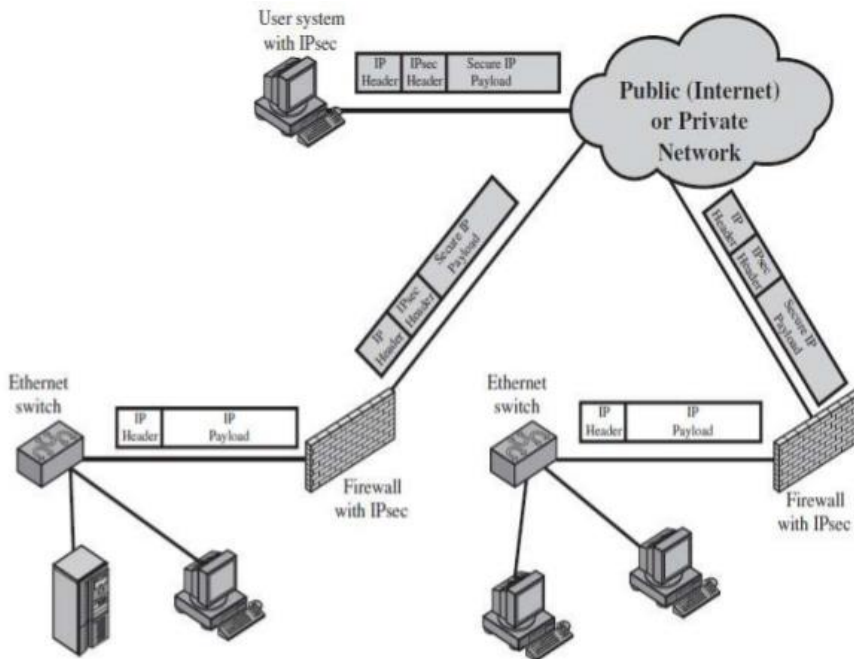 User system
with IPsec
IP
Header
IPsec
Header
Secure IP
Payload
Public (Internet)
or Private
Network
IP
Header
IPsec
Header
Secure IP
Payload
IP
Header
IPsec
Header
Secure IP
Payload
Ethernet
switch
IP
Header
IP
Payload
Firewall
with IPsec
Ethernet
switch
IP
Header
IP
Payload
Firewall
with IPsec